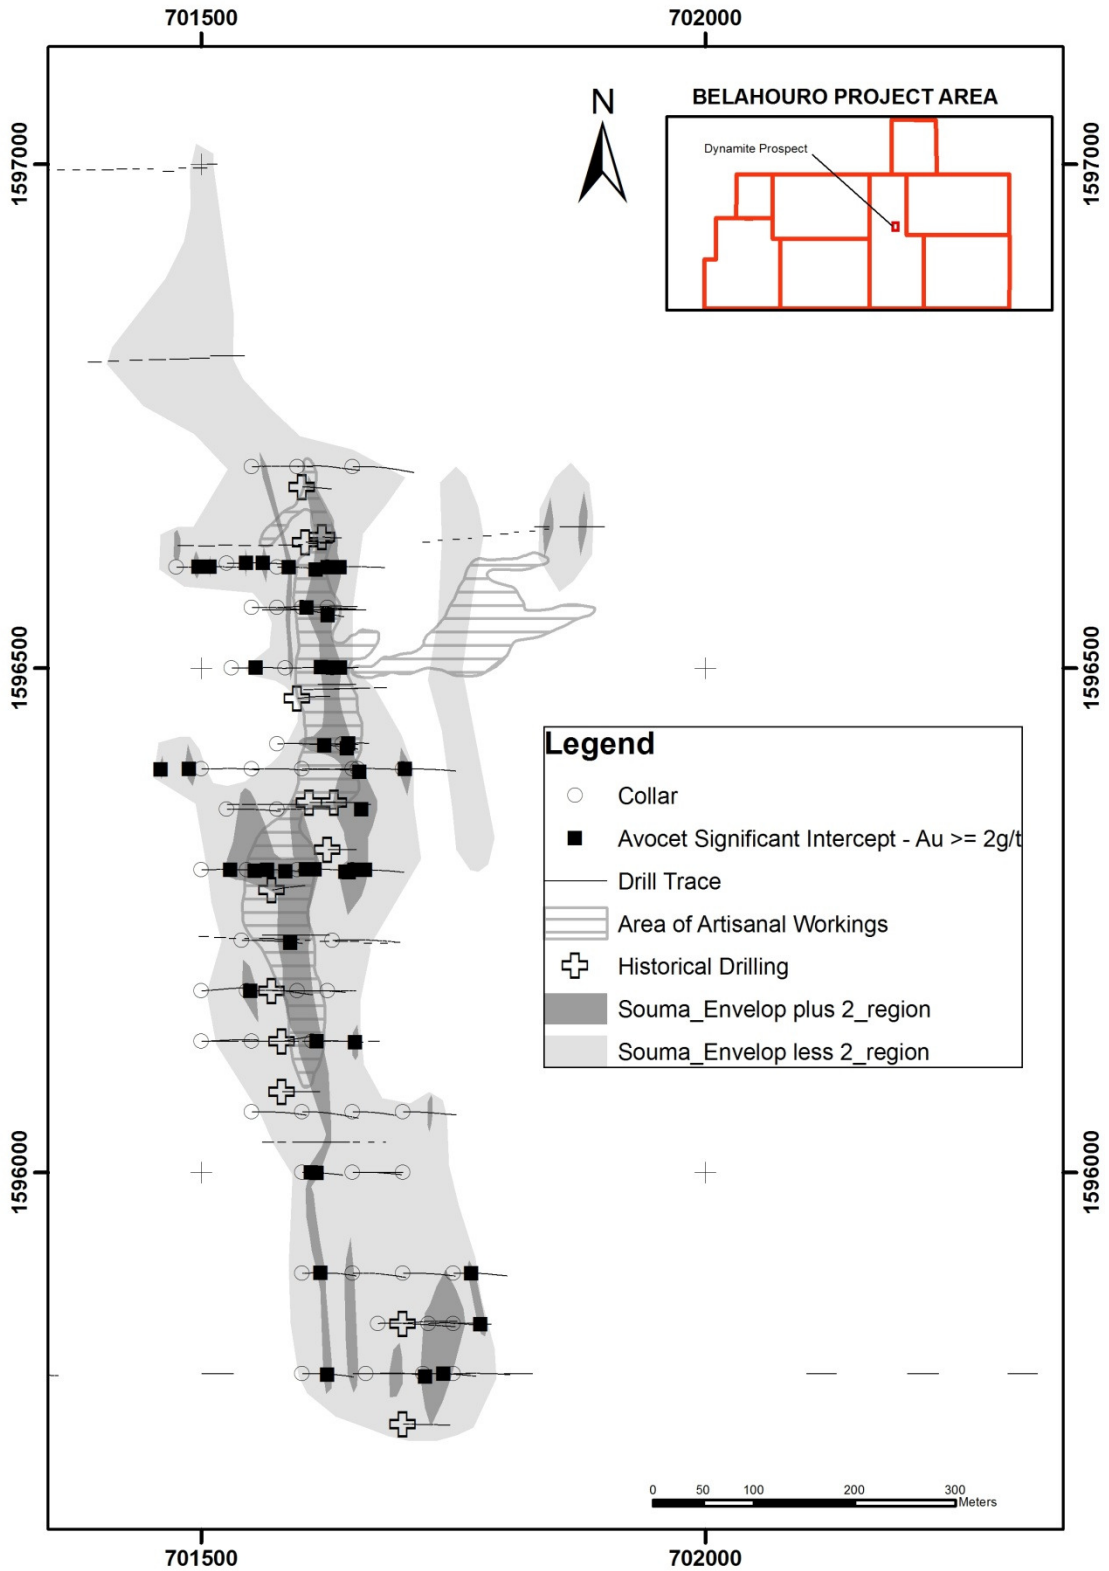 701500
702000
N
BELAHOURO PROJECT AREA
Dynamite Prospect
1597000
1597000
1596500
1596500
Legend
Collar
Avocet Significant Intercept - Au >= 2g/t
Drill Trace
Area of Artisanal Workings
Historical Drilling
Souma_Envelop plus 2_region
Souma_Envelop less 2_region
1596000
1596000
0 50 100 200 300
Meters
701500
702000